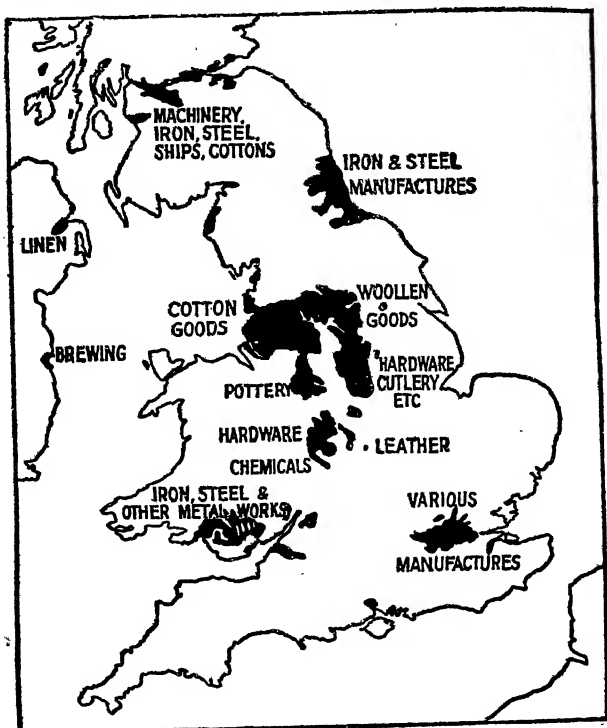 MACHINERY,
IRON, STEEL,
SHIPS, COTTONS
IRON & STEEL
MANUFACTURES
LINEN
COTTON
GOODS
WOOLLEN
GOODS
BREWING
HARDWARE
CUTLERY
ETC
POTTERY
HARDWARE
CHEMICALS
LEATHER
IRON, STEEL &
OTHER METAL WORKS
VARIOUS
MANUFACTURES